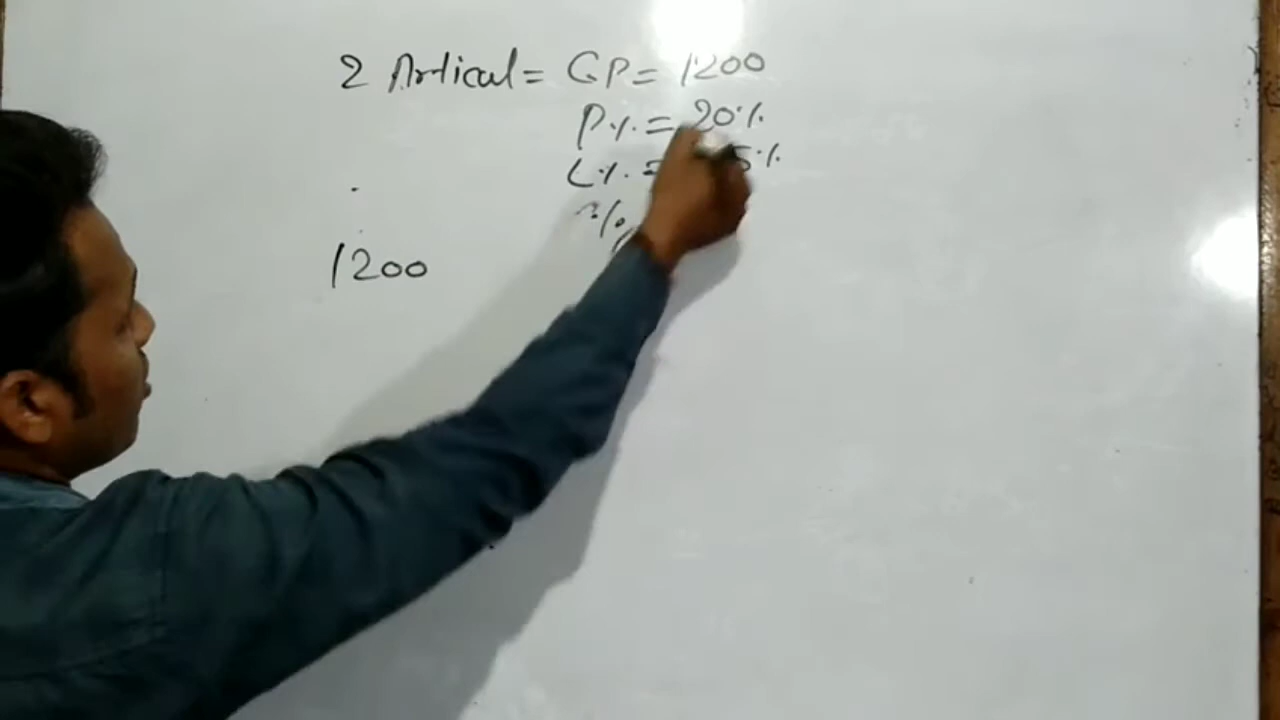 2 Artical = CP = 1200
P% = 20%
L% = 5%
%
1200